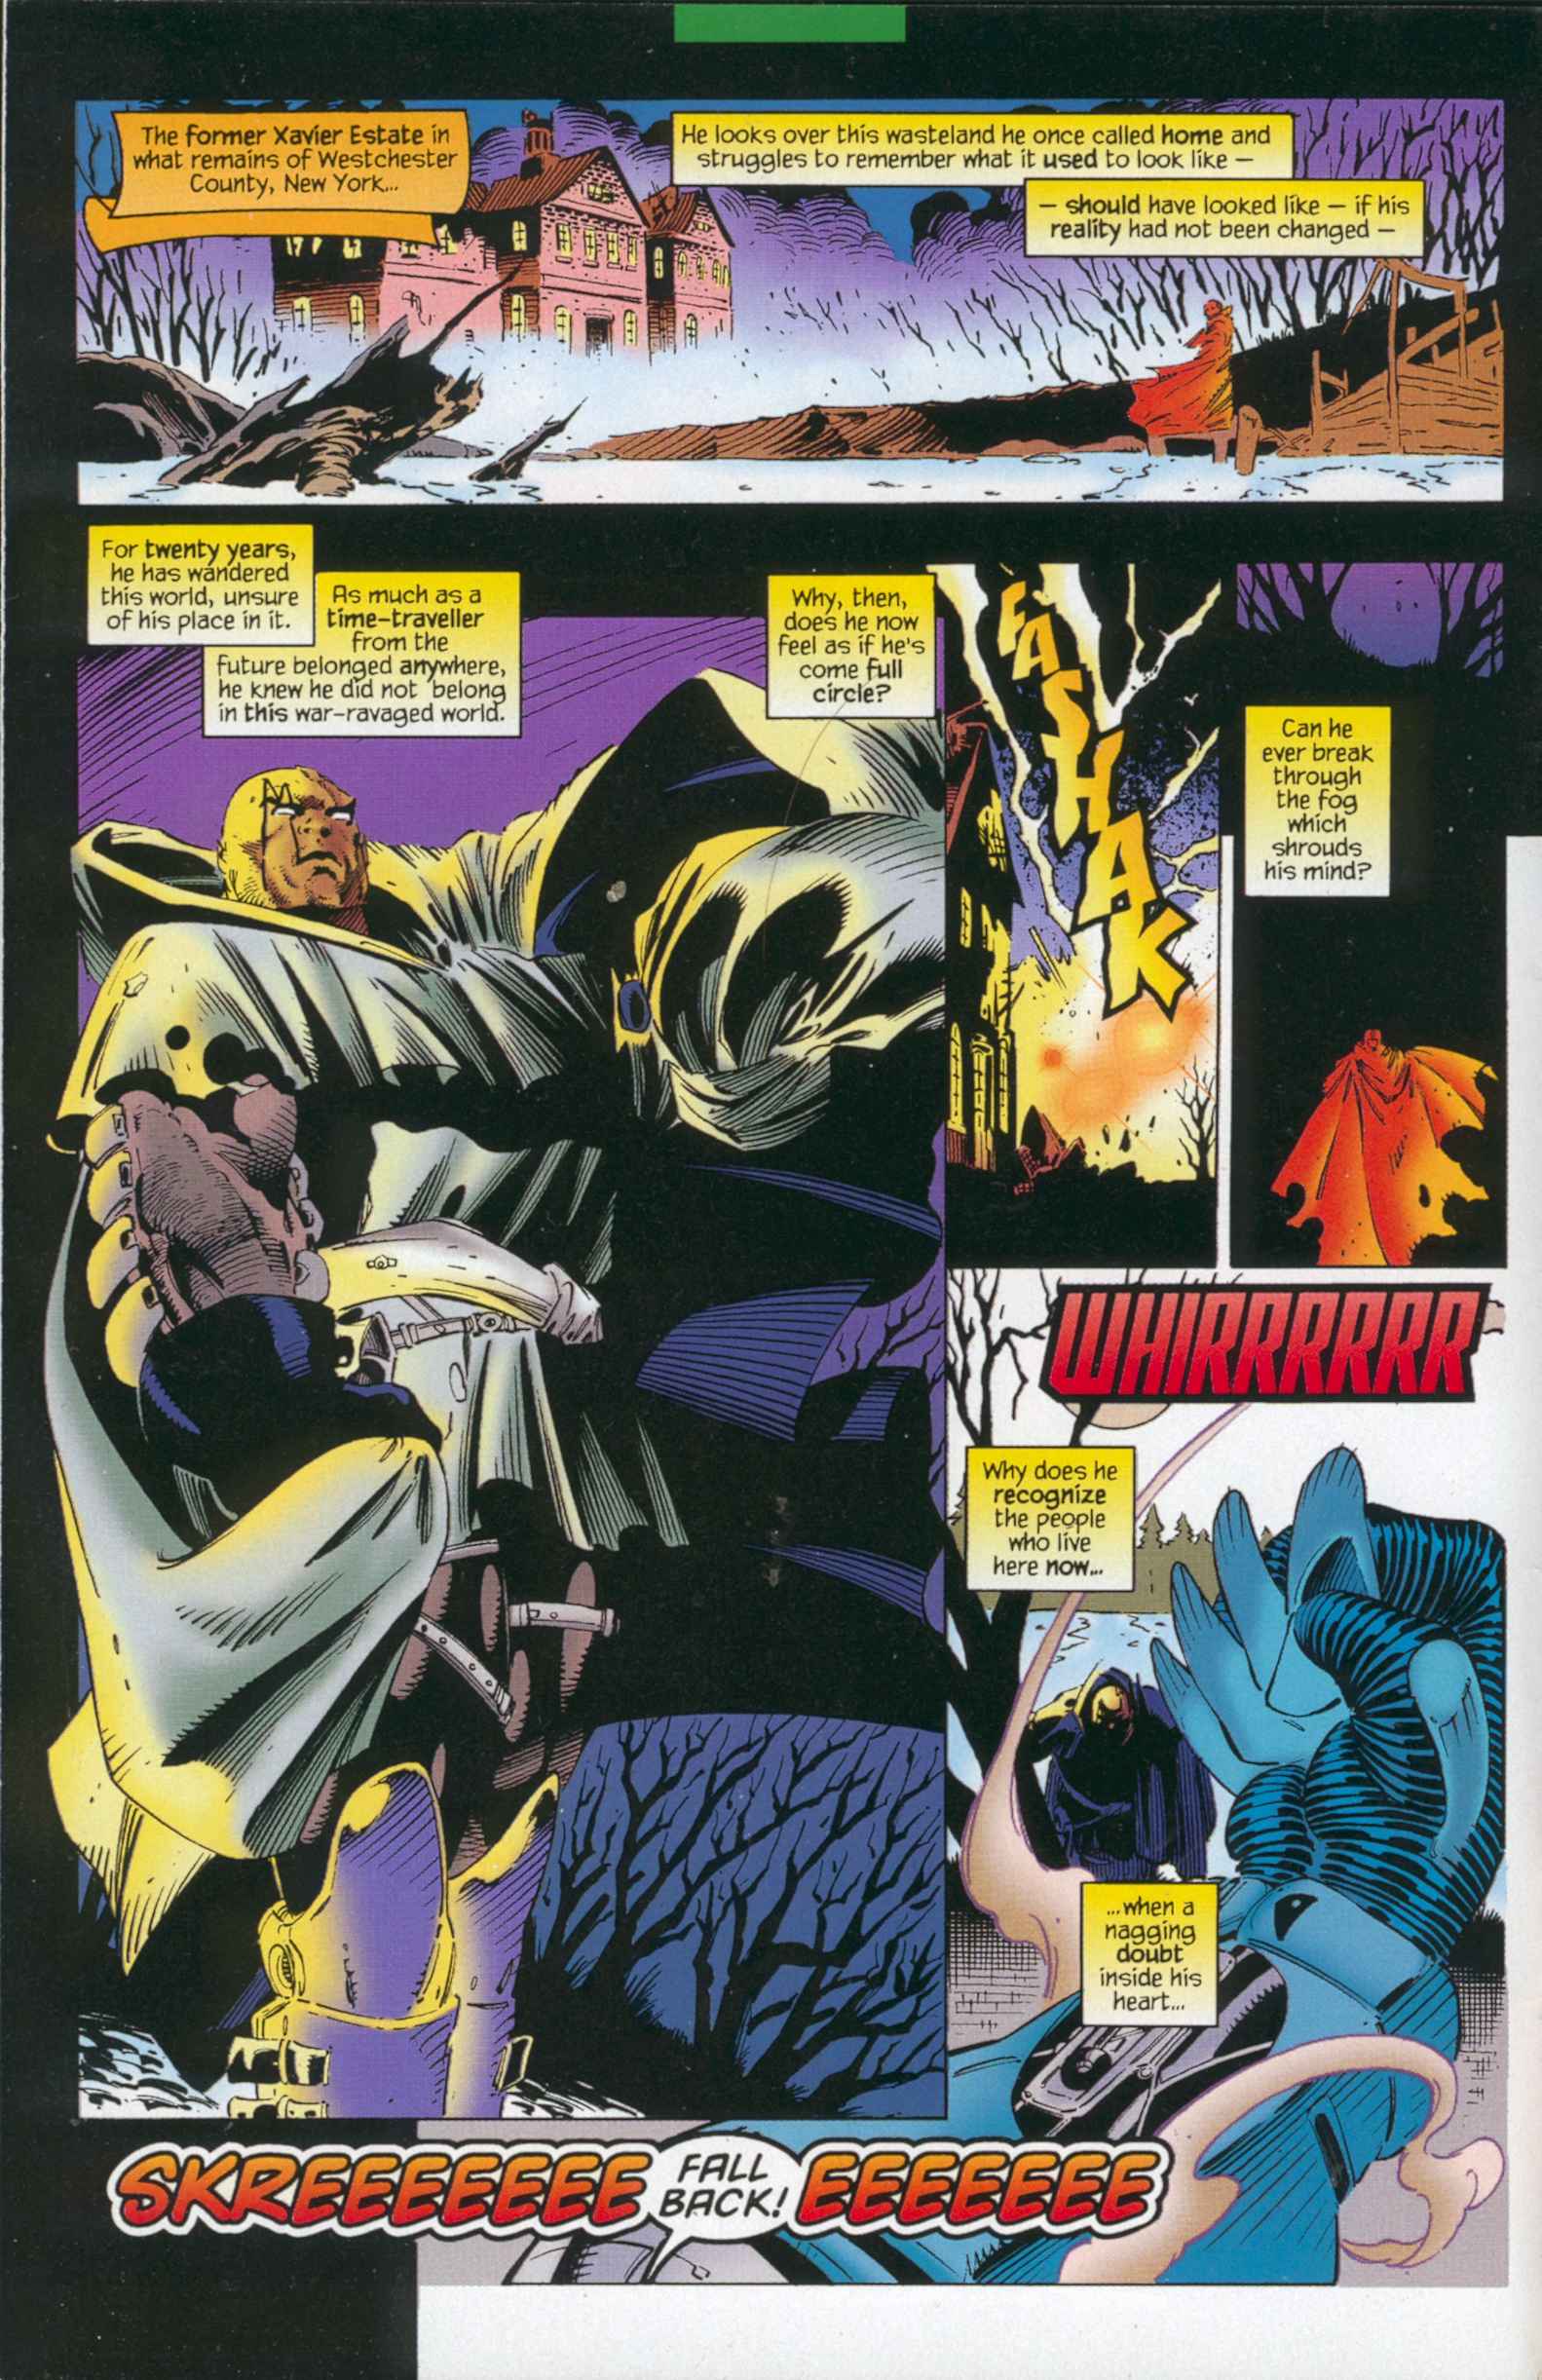 The former Xavier Estate in
what remains of Westchester
County, New York...
He looks over this wasteland he once called home and
struggles to remember what it used to look like –
– should have looked like – if his
reality had not been changed –
For twenty years,
he has wandered
this world, unsure
of his place in it.
As much as a
time-traveller
from the
future belonged anywhere,
he knew he did not belong
in this war-ravaged world.
Why, then,
does he now
feel as if he's
come full
circle?
FASHAK
Can he
ever break
through
the fog
which
shrouds
his mind?
WHIRRRRRRR
Why does he
recognize
the people
who live
here now...
...when a
nagging
doubt
inside his
heart...
SKREEEEEEEE
FALL
BACK!
EEEEEEEE